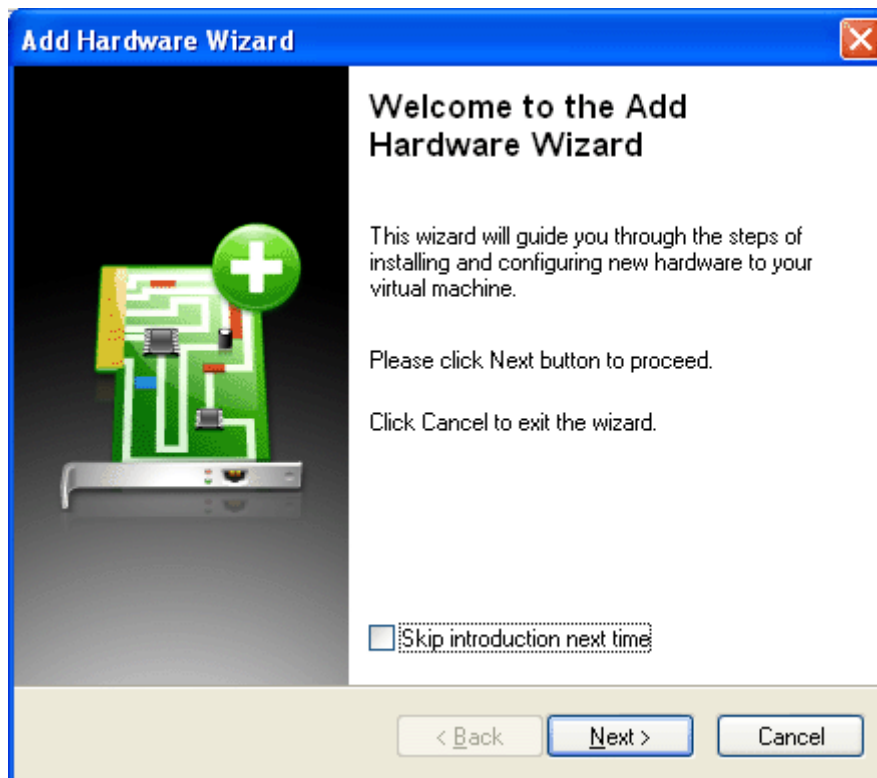 Add Hardware Wizard
Welcome to the Add
Hardware Wizard
This wizard will guide you through the steps of
installing and configuring new hardware to your
virtual machine.
Please click Next button to proceed.
Click Cancel to exit the wizard.
Skip introduction next time
< Back Next > Cancel